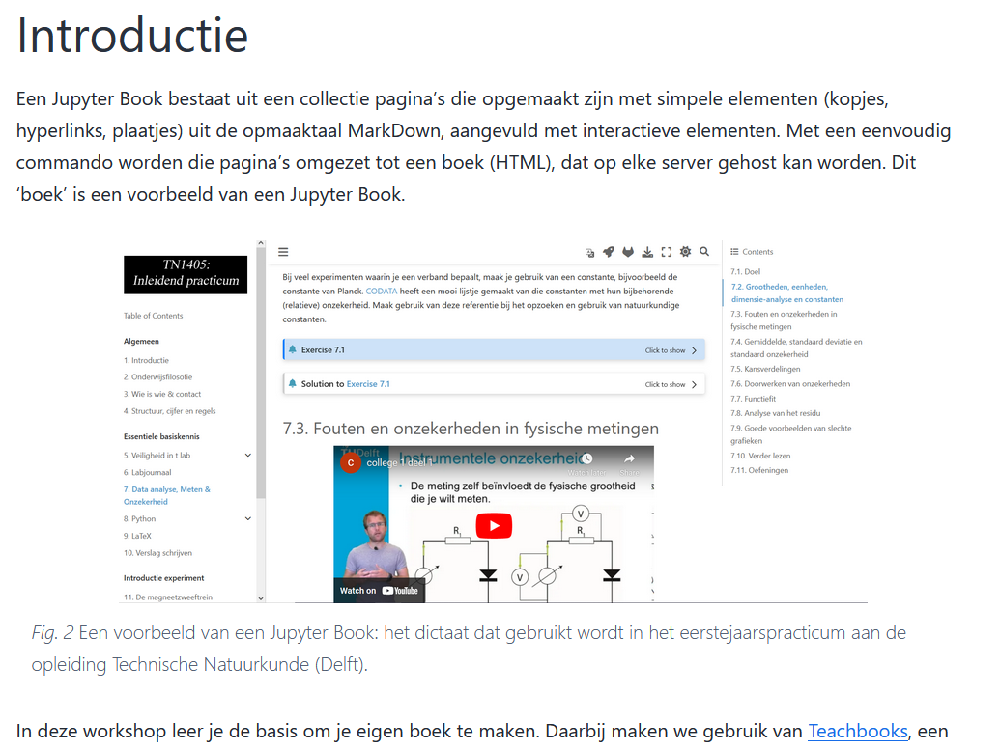 Introductie
Een Jupyter Book bestaat uit een collectie pagina's die opgemaakt zijn met simpele elementen (kopjes,
hyperlinks, plaatjes) uit de opmaaktaal MarkDown, aangevuld met interactieve elementen. Met een eenvoudig
commando worden die pagina's omgezet tot een boek (HTML), dat op elke server gehost kan worden. Dit
'boek' is een voorbeeld van een Jupyter Book.
TN1405:
Inleidend practicum
Table of Contents
Algemeen
1. Introductie
2. Onderwijsfilosofie
3. Wie is wie & contact
4. Structuur, cijfer en regels
Essentiele basiskennis
5. Veiligheid in t lab
6. Labjournaal
7. Data analyse, Meten &
Onzekerheid
8. Python
9. LaTeX
10. Verslag schrijven
Introductie experiment
11. De magneetzweeftrein
Bij veel experimenten waarin je een verband bepaalt, maak je gebruik van een constante, bijvoorbeeld de
constante van Planck. CODATA heeft een mooi lijstje gemaakt van die constanten met hun bijbehorende
(relatieve) onzekerheid. Maak gebruik van deze referentie bij het opzoeken en gebruik van natuurkundige
constanten.
Exercise 7.1 Click to show
Solution to Exercise 7.1 Click to show
7.3. Fouten en onzekerheden in fysische metingen
TUDelft
Instrumentele onzekerheid
C college 1 deel 1
• De meting zelf beïnvloedt de fysische grootheid
die je wilt meten.
R1
V
R1
V
Watch on YouTube
Contents
7.1. Doel
7.2. Grootheden, eenheden,
dimensie-analyse en constanten
7.3. Fouten en onzekerheden in
fysische metingen
7.4. Gemiddelde, standaard deviatie en
standaard onzekerheid
7.5. Kansverdelingen
7.6. Doorwerken van onzekerheden
7.7. Functiefit
7.8. Analyse van het residu
7.9. Goede voorbeelden van slechte
grafieken
7.10. Verder lezen
7.11. Oefeningen
Fig. 2 Een voorbeeld van een Jupyter Book: het dictaat dat gebruikt wordt in het eerstejaarspracticum aan de
opleiding Technische Natuurkunde (Delft).
In deze workshop leer je de basis om je eigen boek te maken. Daarbij maken we gebruik van Teachbooks, een